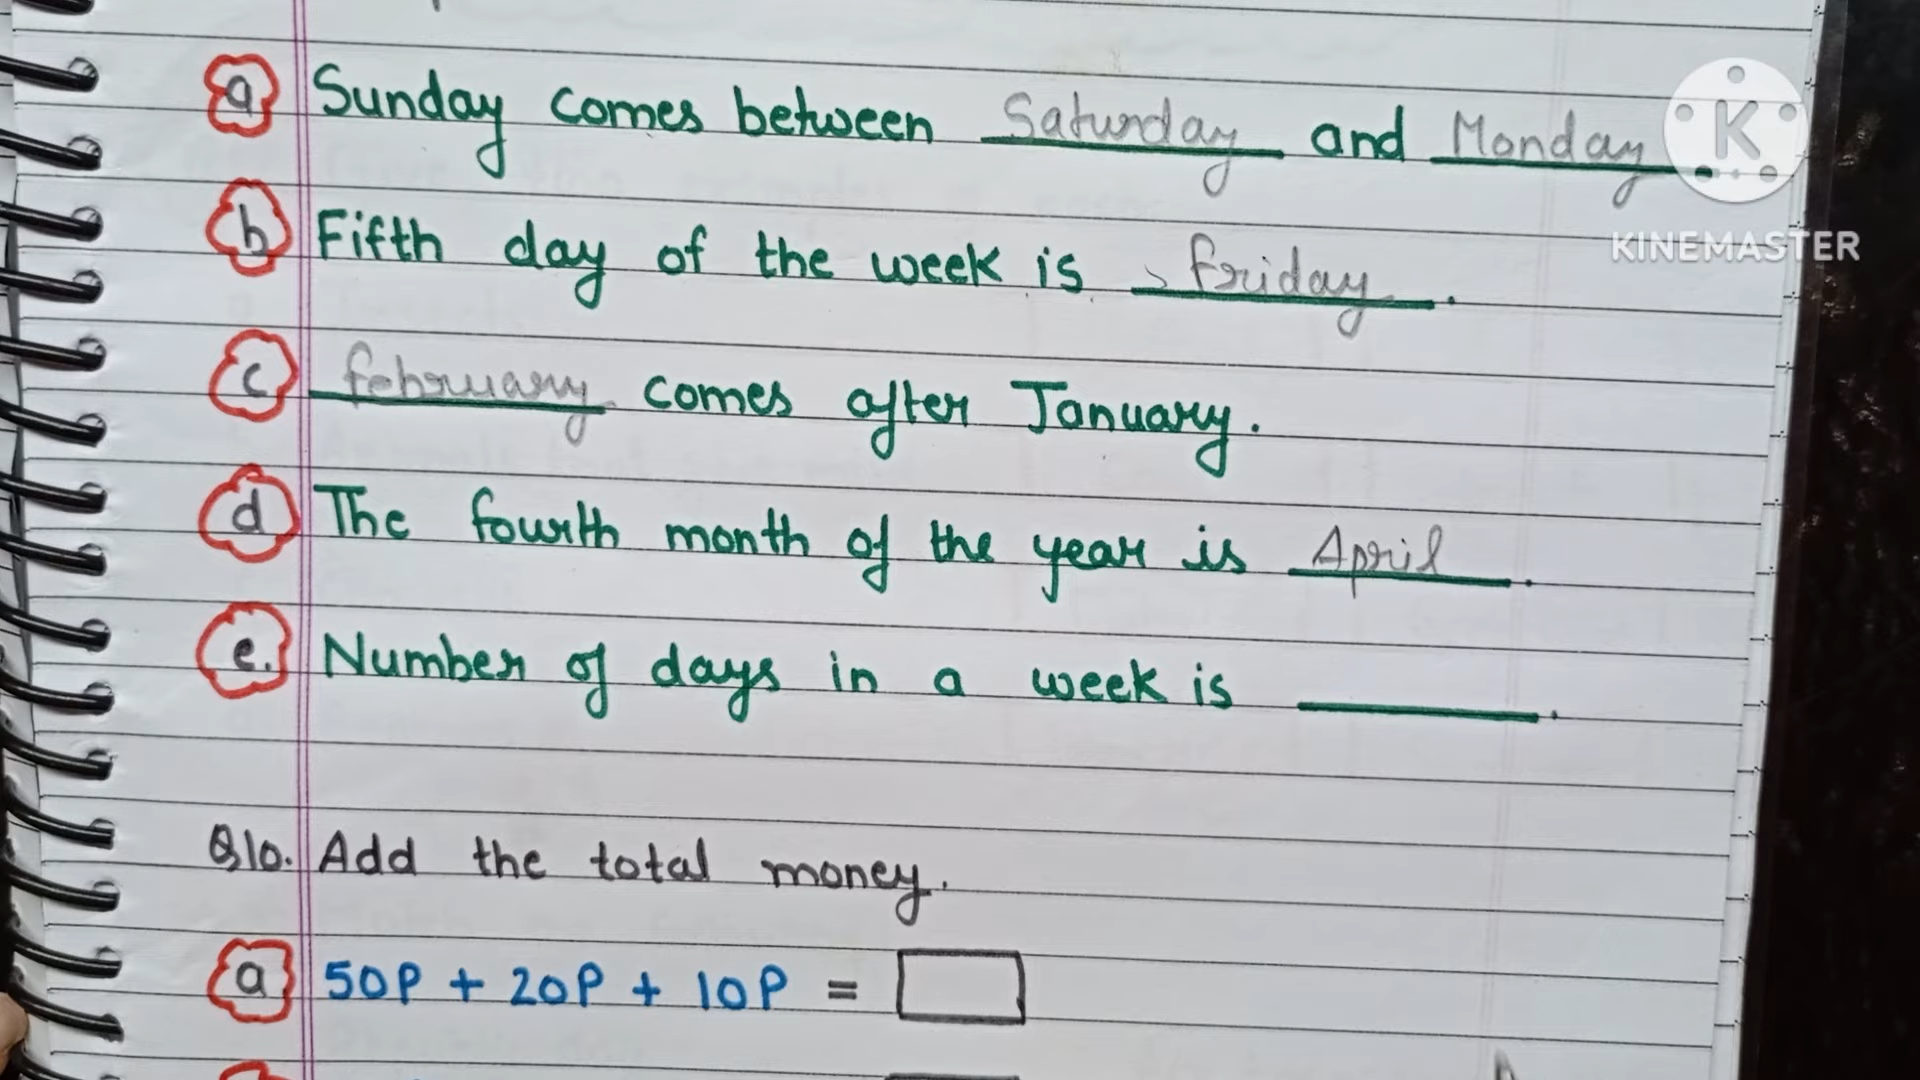 a Sunday comes between Saturday and Monday.
K
KINEMASTER
b Fifth day of the week is Friday.
c february comes after January.
d The fourth month of the year is April.
e. Number of days in a week is ______.
Q10. Add the total money.
a 50P + 20P + 10P =